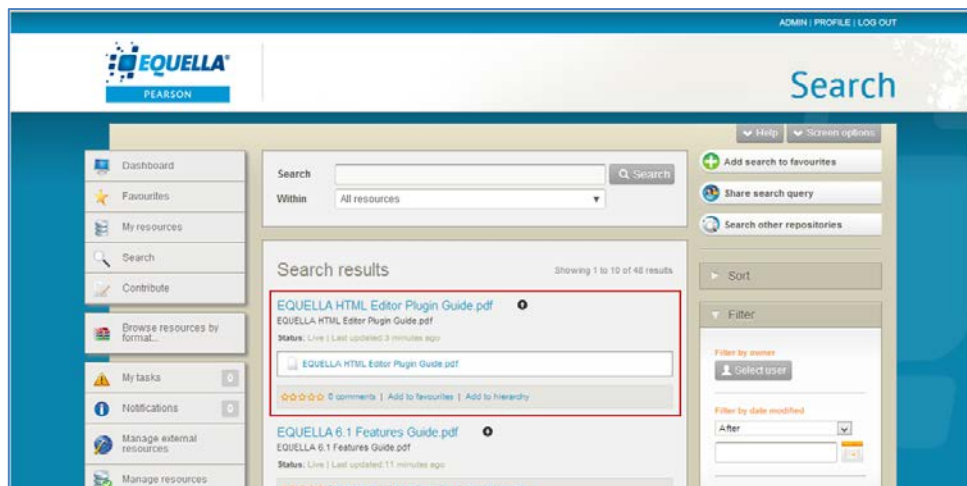 ADMIN | PROFILE | LOG OUT
EQUELLA®
PEARSON
Search
Help
Screen options
Dashboard
Favourites
My resources
Search
Contribute
Browse resources by
format...
My tasks
0
Notifications
0
Manage external
resources
Manage resources
Search
Search
Within
All resources
Search results
Showing 1 to 10 of 48 results
EQUELLA HTML Editor Plugin Guide.pdf
EQUELLA HTML Editor Plugin Guide.pdf
Status: Live | Last updated 3 minutes ago
EQUELLA HTML Editor Plugin Guide.pdf
0 comments | Add to favourites | Add to hierarchy
EQUELLA 6.1 Features Guide.pdf
EQUELLA 6.1 Features Guide.pdf
Status: Live | Last updated 11 minutes ago
Add search to favourites
Share search query
Search other repositories
Sort
Filter
Filter by owner
Select user
Filter by date modified
After